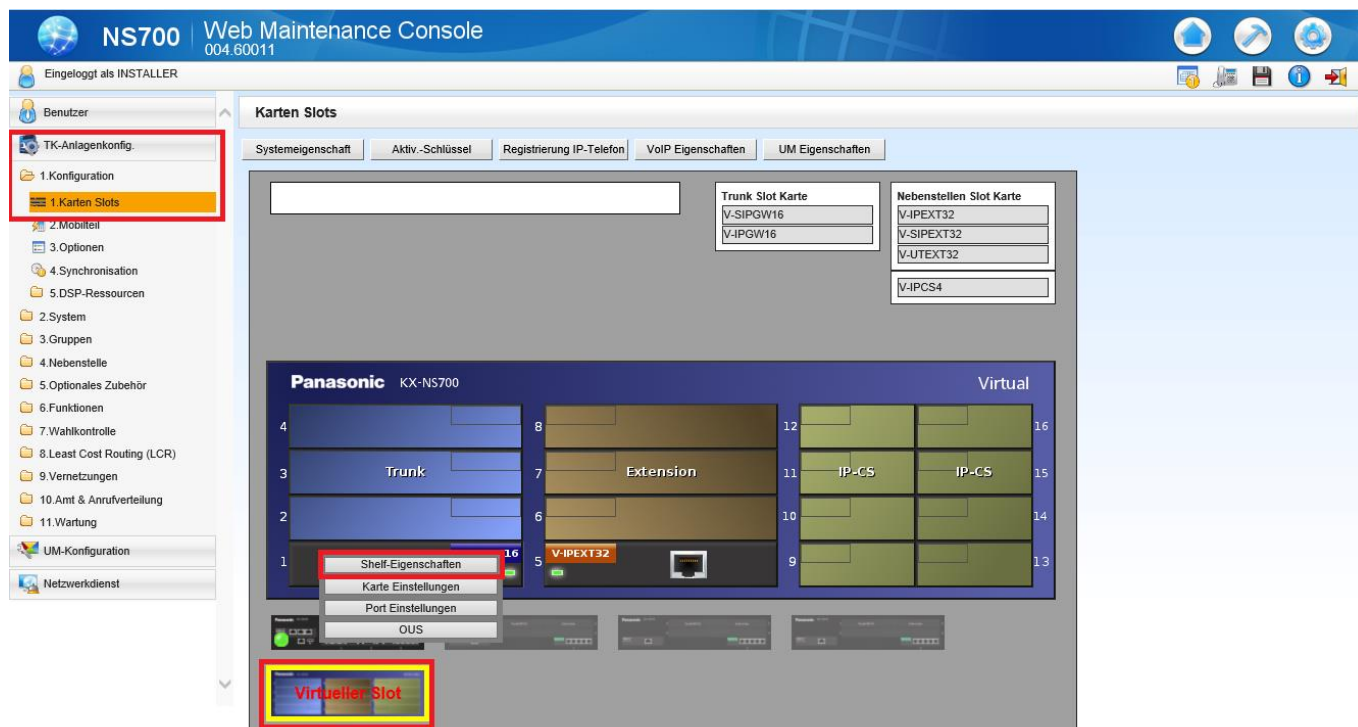 NS700
Web Maintenance Console
004.60011
Eingeloggt als INSTALLER
Benutzer
TK-Anlagenkonfig.
1.Konfiguration
1.Karten Slots
2.Mobilteil
3.Optionen
4.Synchronisation
5.DSP-Ressourcen
2.System
3.Gruppen
4.Nebenstelle
5.Optionales Zubehör
6.Funktionen
7.Wahlkontrolle
8.Least Cost Routing (LCR)
9.Vernetzungen
10.Amt & Anrufverteilung
11.Wartung
UM-Konfiguration
Netzwerkdienst
Karten Slots
Systemeigenschaft Aktiv.-Schlüssel Registrierung IP-Telefon VoIP Eigenschaften UM Eigenschaften
Trunk Slot Karte
V-SIPGW16
V-IPGW16
Nebenstellen Slot Karte
V-IPEXT32
V-SIPEXT32
V-UTEXT32
V-IPCS4
Panasonic KX-NS700 Virtual
4 8 12 16
3 Trunk 7 Extension 11 IP-CS IP-CS 15
2 6 10 14
1 16 5 V-IPEXT32 9 13
Shelf-Eigenschaften
Karte Einstellungen
Port Einstellungen
OUS
Virtueller Slot